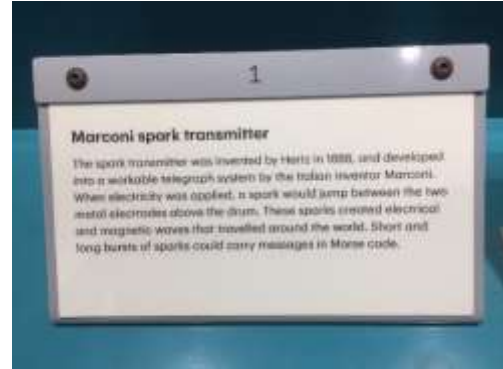 1
Marconi spark transmitter
The spark transmitter was invented by Hertz in 1888, and developed
into a workable telegraph system by the Italian inventor Marconi.
When electricity was applied, a spark would jump between the two
metal electrodes above the drum. These sparks created electrical
and magnetic waves that travelled around the world. Short and
long bursts of sparks could carry messages in Morse code.